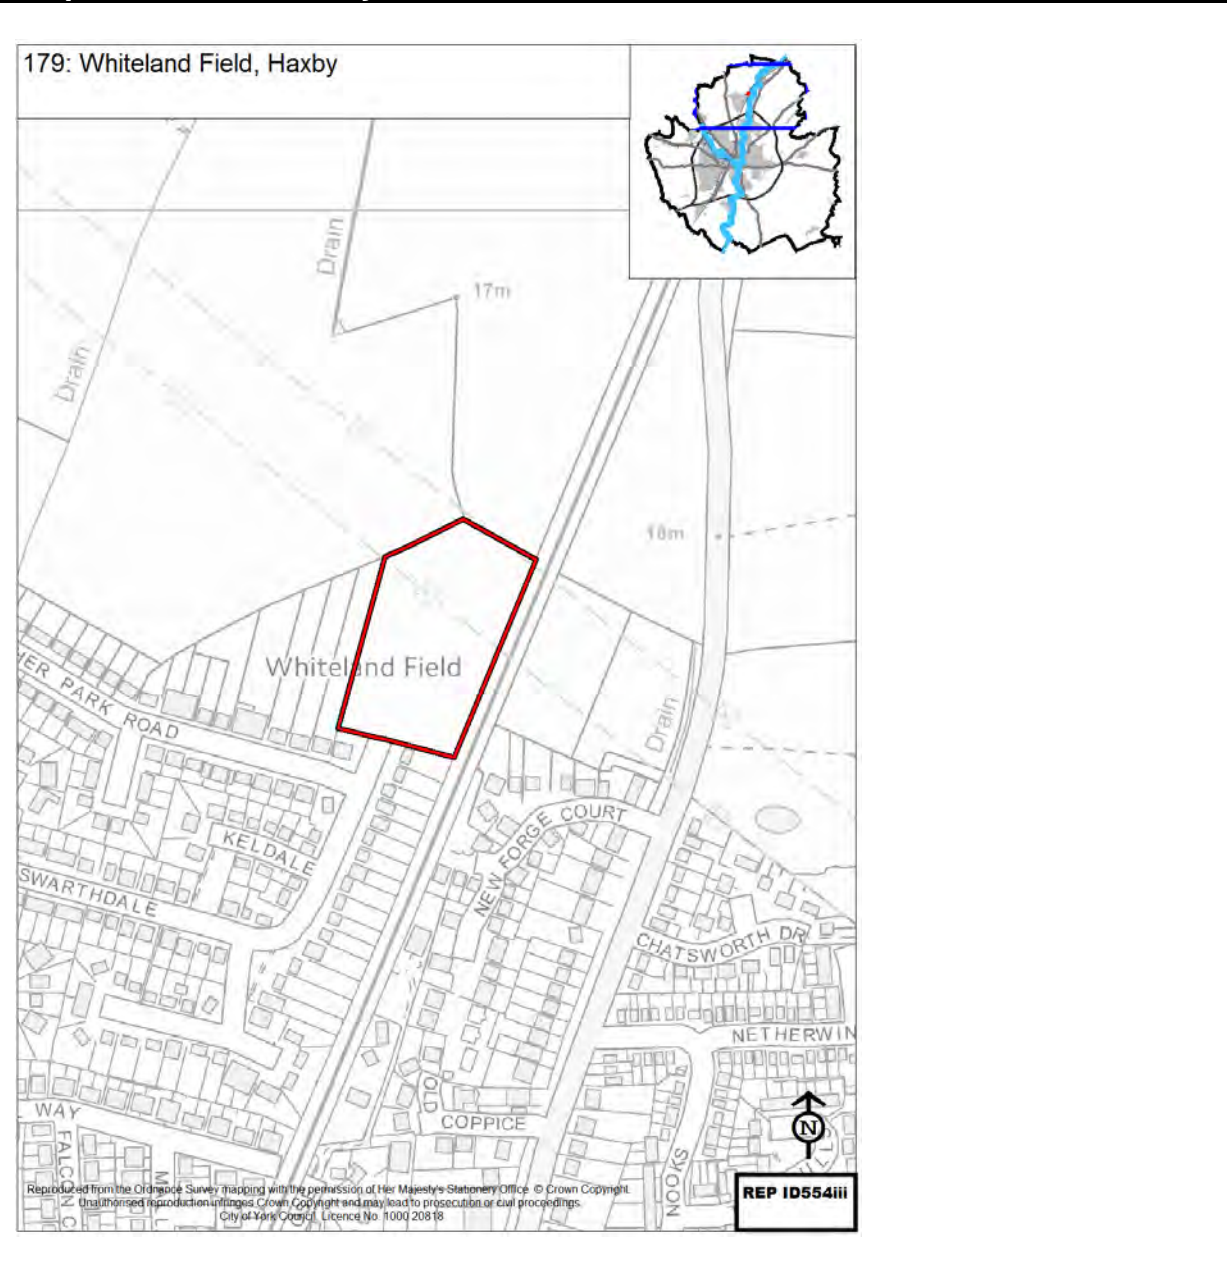 179: Whiteland Field, Haxby
Drain
17m
Drain
18m
Whiteland Field
HER PARK ROAD
Drain
NEW FORGE COURT
KELDALE
SWARTHDALE
CHATSWORTH DR
NETHERWIN
OLD
COPPICE
WAY
FALCON C
NOOKS
Reproduced from the Ordnance Survey mapping with the permission of Her Majesty's Stationery Office. © Crown Copyright.
Unauthorised reproduction infringes Crown Copyright and may lead to prosecution or civil proceedings.
City of York Council. Licence No. 1000 20818
N
REP ID554iii